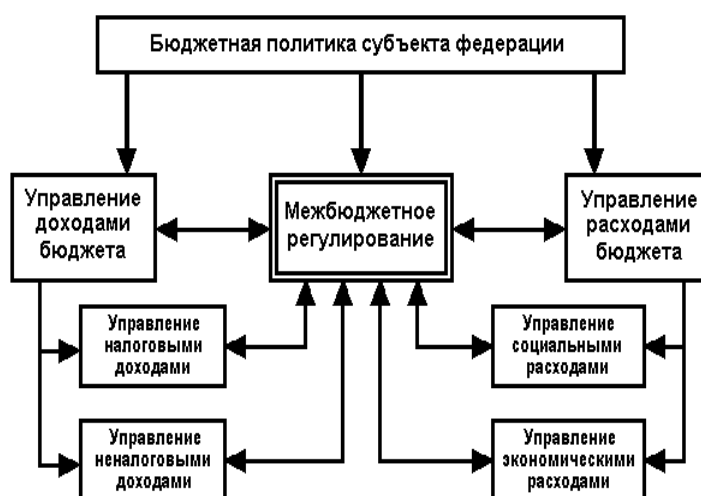 Бюджетная политика субъекта федерации
Управление
доходами
бюджета
Межбюджетное
регулирование
Управление
расходами
бюджета
Управление
налоговыми
доходами
Управление
социальными
расходами
Управление
неналоговыми
доходами
Управление
экономическими
расходами